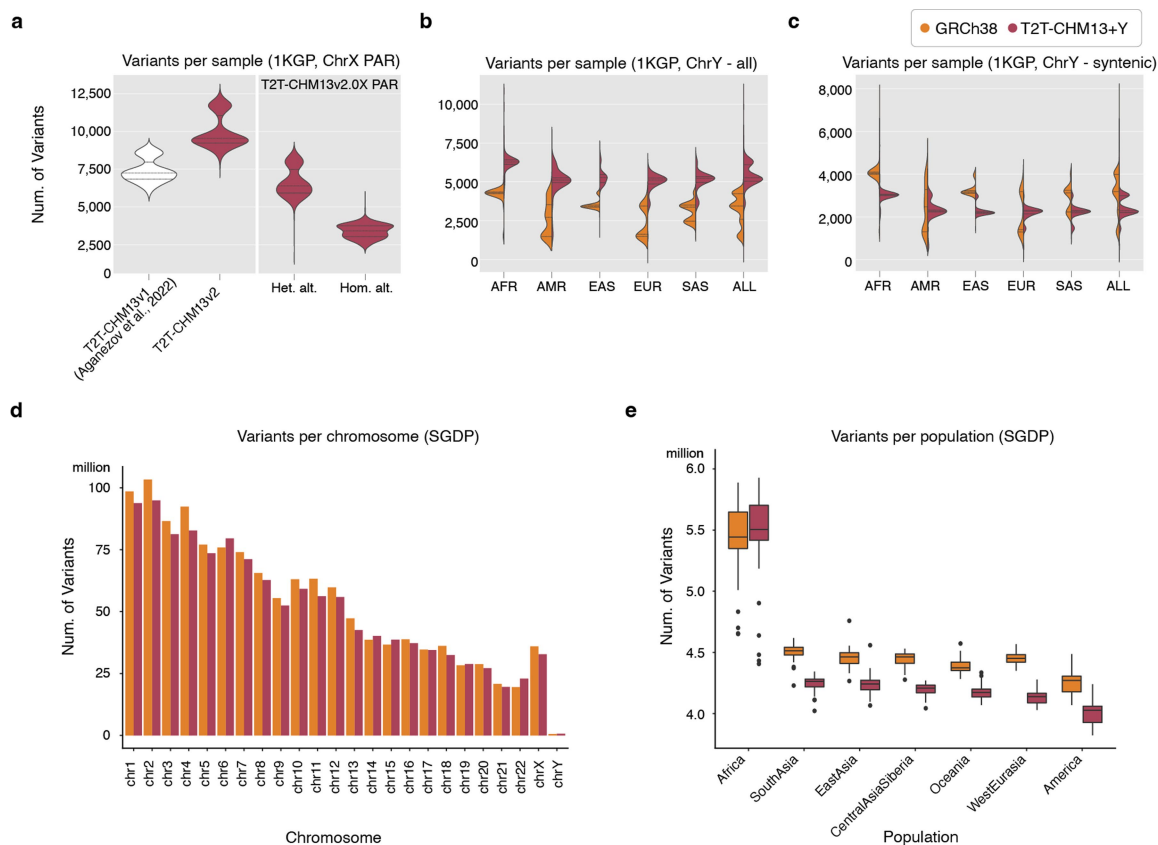 a
Variants per sample (1KGP, ChrX PAR)
T2T-CHM13v2.0X PAR
Num. of Variants
12,500
10,000
7,500
5,000
2,500
0
T2T-CHM13v1
(Aganezov et al., 2022)
T2T-CHM13v2
Het. alt.
Hom. alt.
b
Variants per sample (1KGP, ChrY - all)
10,000
7,500
5,000
2,500
0
AFR
AMR
EAS
EUR
SAS
ALL
c
GRCh38
T2T-CHM13+Y
Variants per sample (1KGP, ChrY - syntenic)
8,000
6,000
4,000
2,000
0
AFR
AMR
EAS
EUR
SAS
ALL
d
Variants per chromosome (SGDP)
million
Num. of Variants
100
75
50
25
0
chr1
chr2
chr3
chr4
chr5
chr6
chr7
chr8
chr9
chr10
chr11
chr12
chr13
chr14
chr15
chr16
chr17
chr18
chr19
chr20
chr21
chr22
chrX
chrY
Chromosome
e
Variants per population (SGDP)
million
Num. of Variants
6.0
5.5
5.0
4.5
4.0
Africa
SouthAsia
EastAsia
CentralAsiaSiberia
Oceania
WestEurasia
America
Population